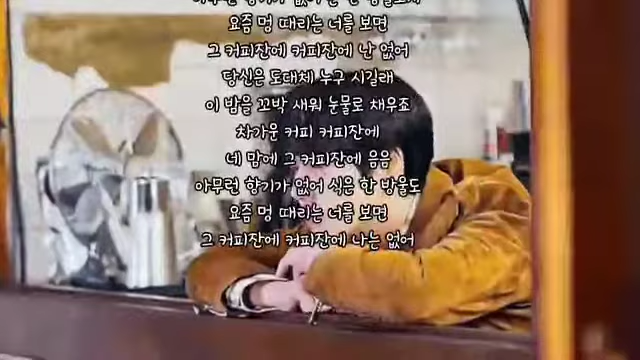 요즘 멍 때리는 너를 보면
그 커피잔에 커피잔에 난 없어
당신은 도대체 누구 시길래
이 밤을 꼬박 새워 눈물로 채우죠
차가운 커피 커피잔에
네 맘에 그 커피잔에 음음
아무런 향기가 없어 식은 한 방울도
요즘 멍 때리는 너를 보면
그 커피잔에 커피잔에 나는 없어